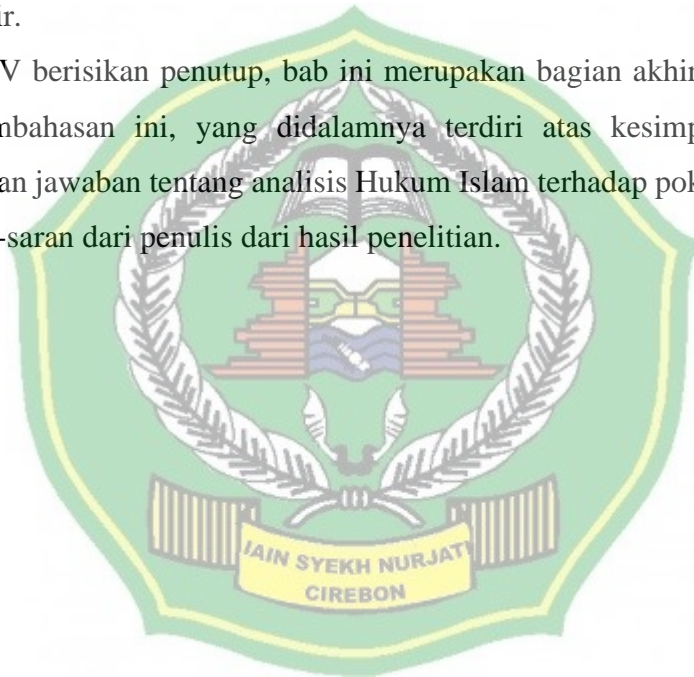 ir.
V berisikan penutup, bab ini merupakan bagian akhir
mbahasan ini, yang didalamnya terdiri atas kesimp
an jawaban tentang analisis Hukum Islam terhadap pok
-saran dari penulis dari hasil penelitian.
IAIN SYEKH NURJATI
CIREBON